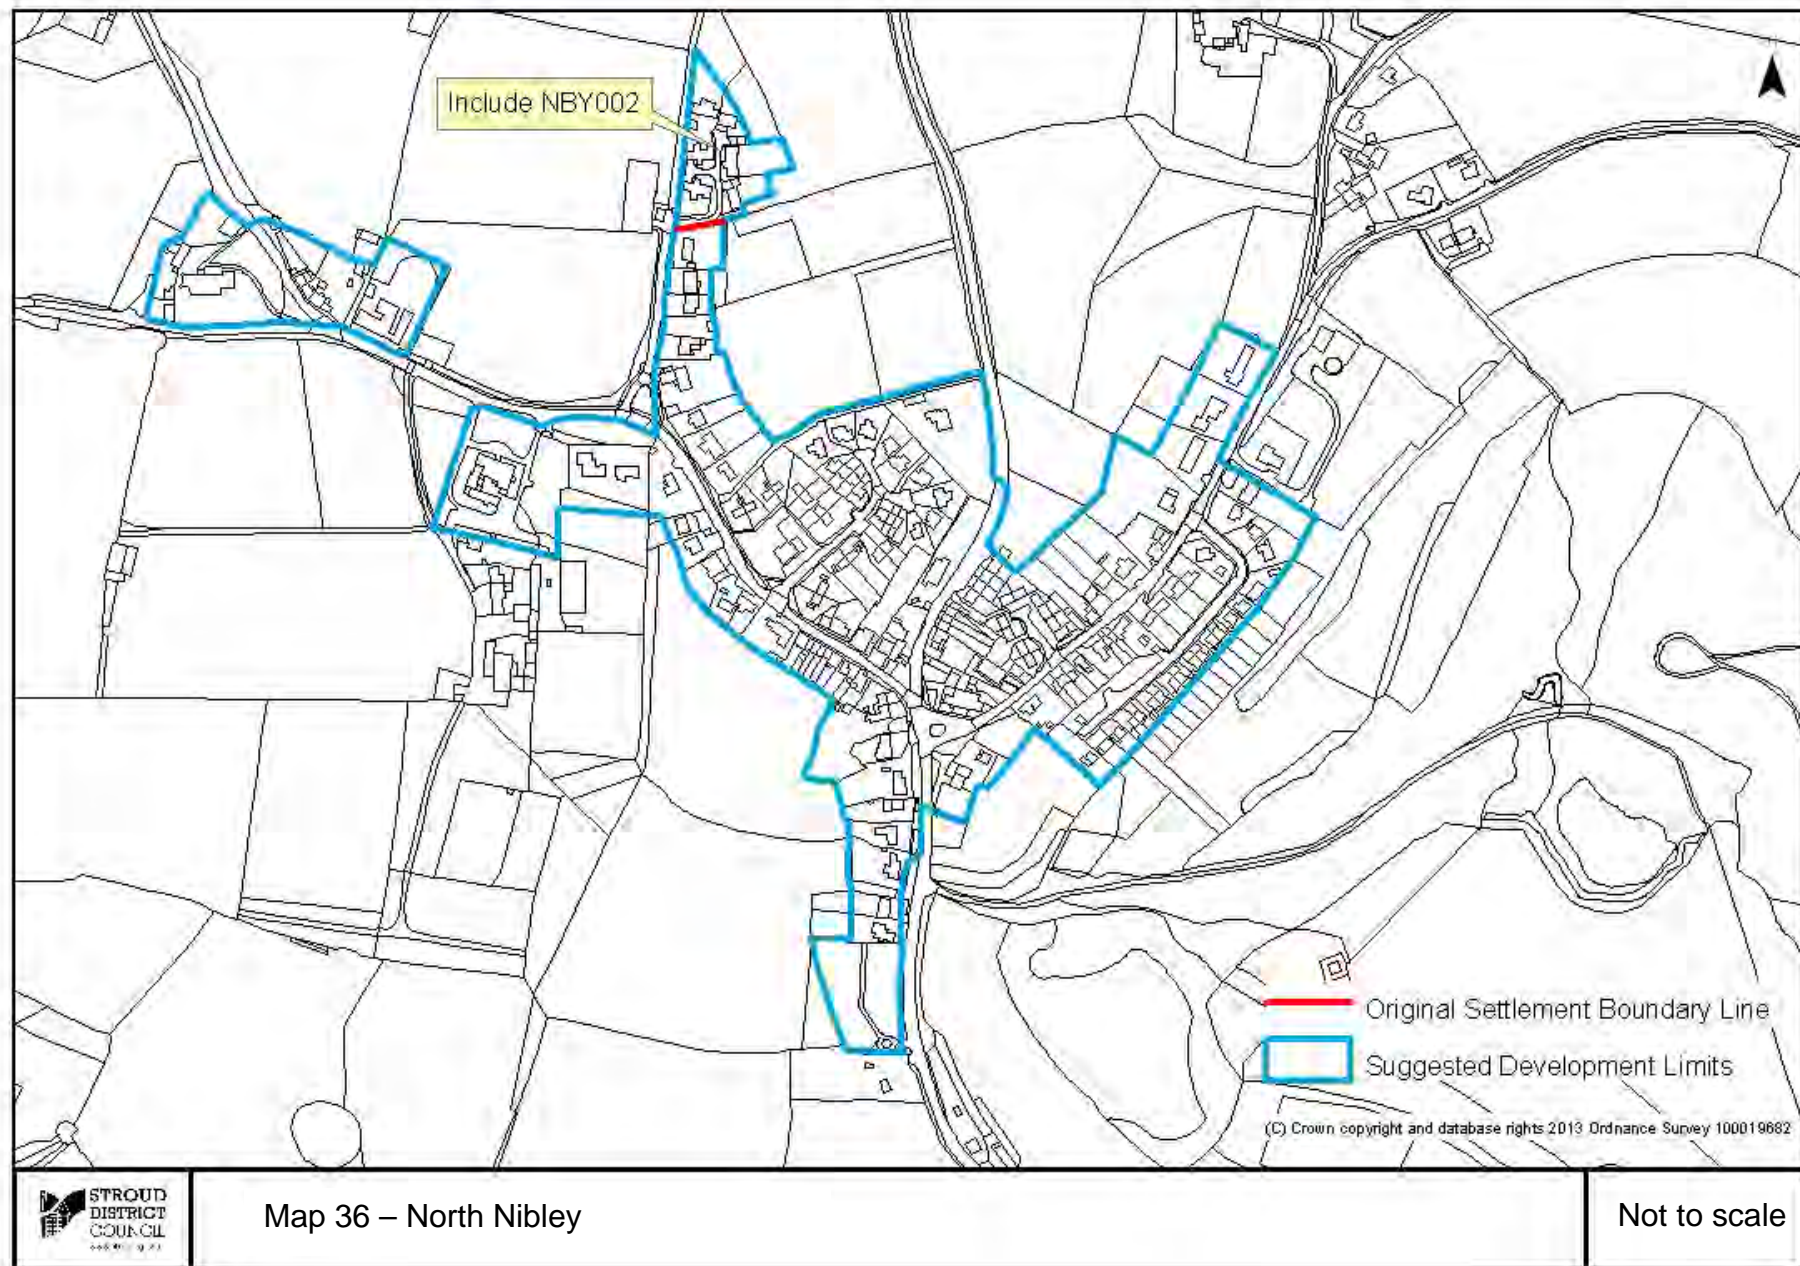 Include NBY002
Original Settlement Boundary Line
Suggested Development Limits
(C) Crown copyright and database rights 2013 Ordnance Survey 100019682
STROUD
DISTRICT
COUNCIL
Map 36 – North Nibley
Not to scale